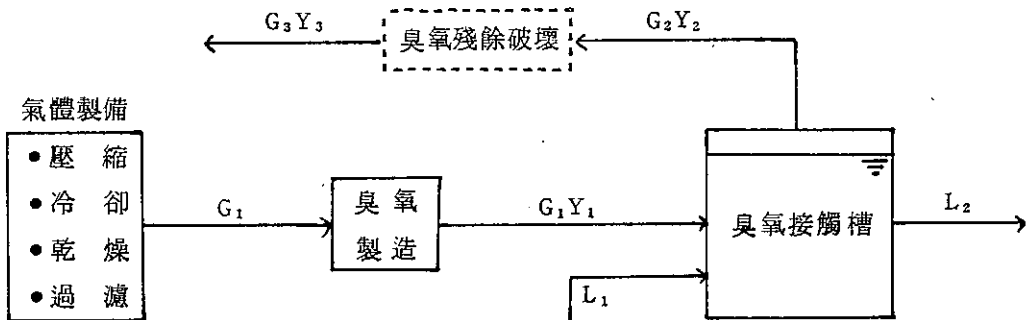 G₃Y₃
臭氧殘餘破壞
G₂Y₂
氣體製備
●壓縮
●冷卻
●乾燥
●過濾
G₁
臭氧
製造
G₁Y₁
L₁
臭氧接觸槽
L₂